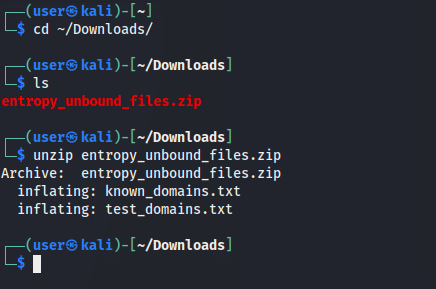 ┌──(user㉿kali)-[~]
└─$ cd ~/Downloads/
┌──(user㉿kali)-[~/Downloads]
└─$ ls
entropy_unbound_files.zip
┌──(user㉿kali)-[~/Downloads]
└─$ unzip entropy_unbound_files.zip
Archive:  entropy_unbound_files.zip
  inflating: known_domains.txt
  inflating: test_domains.txt
┌──(user㉿kali)-[~/Downloads]
└─$